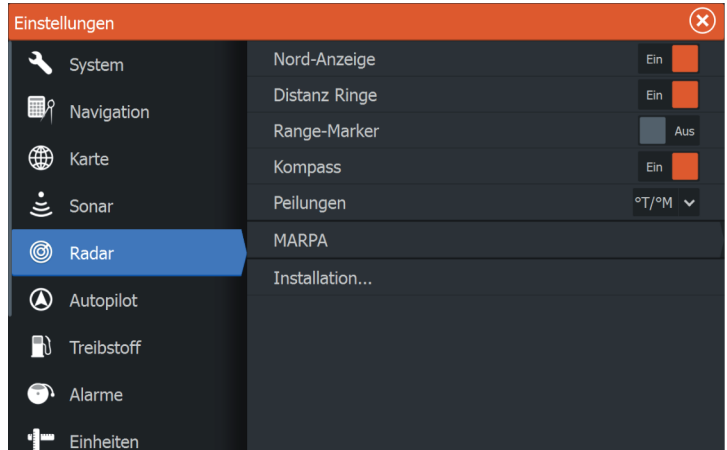 Einstellungen
System
Navigation
Karte
Sonar
Radar
Autopilot
Treibstoff
Alarme
Einheiten
Nord-Anzeige Ein
Distanz Ringe Ein
Range-Marker Aus
Kompass Ein
Peilungen °T/°M
MARPA
Installation...